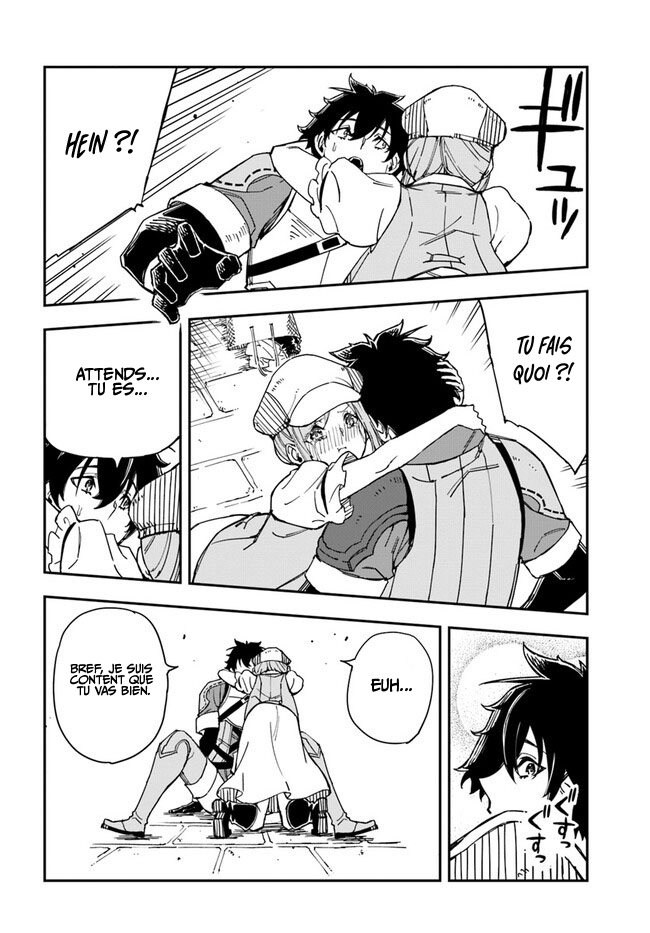 ギュッ
HEIN ?!
TU FAIS
QUOI ?!
ATTENDS...
TU ES...
ぐすっ
ぐすっ
EUH...
BREF, JE SUIS
CONTENT QUE
TU VAS BIEN.